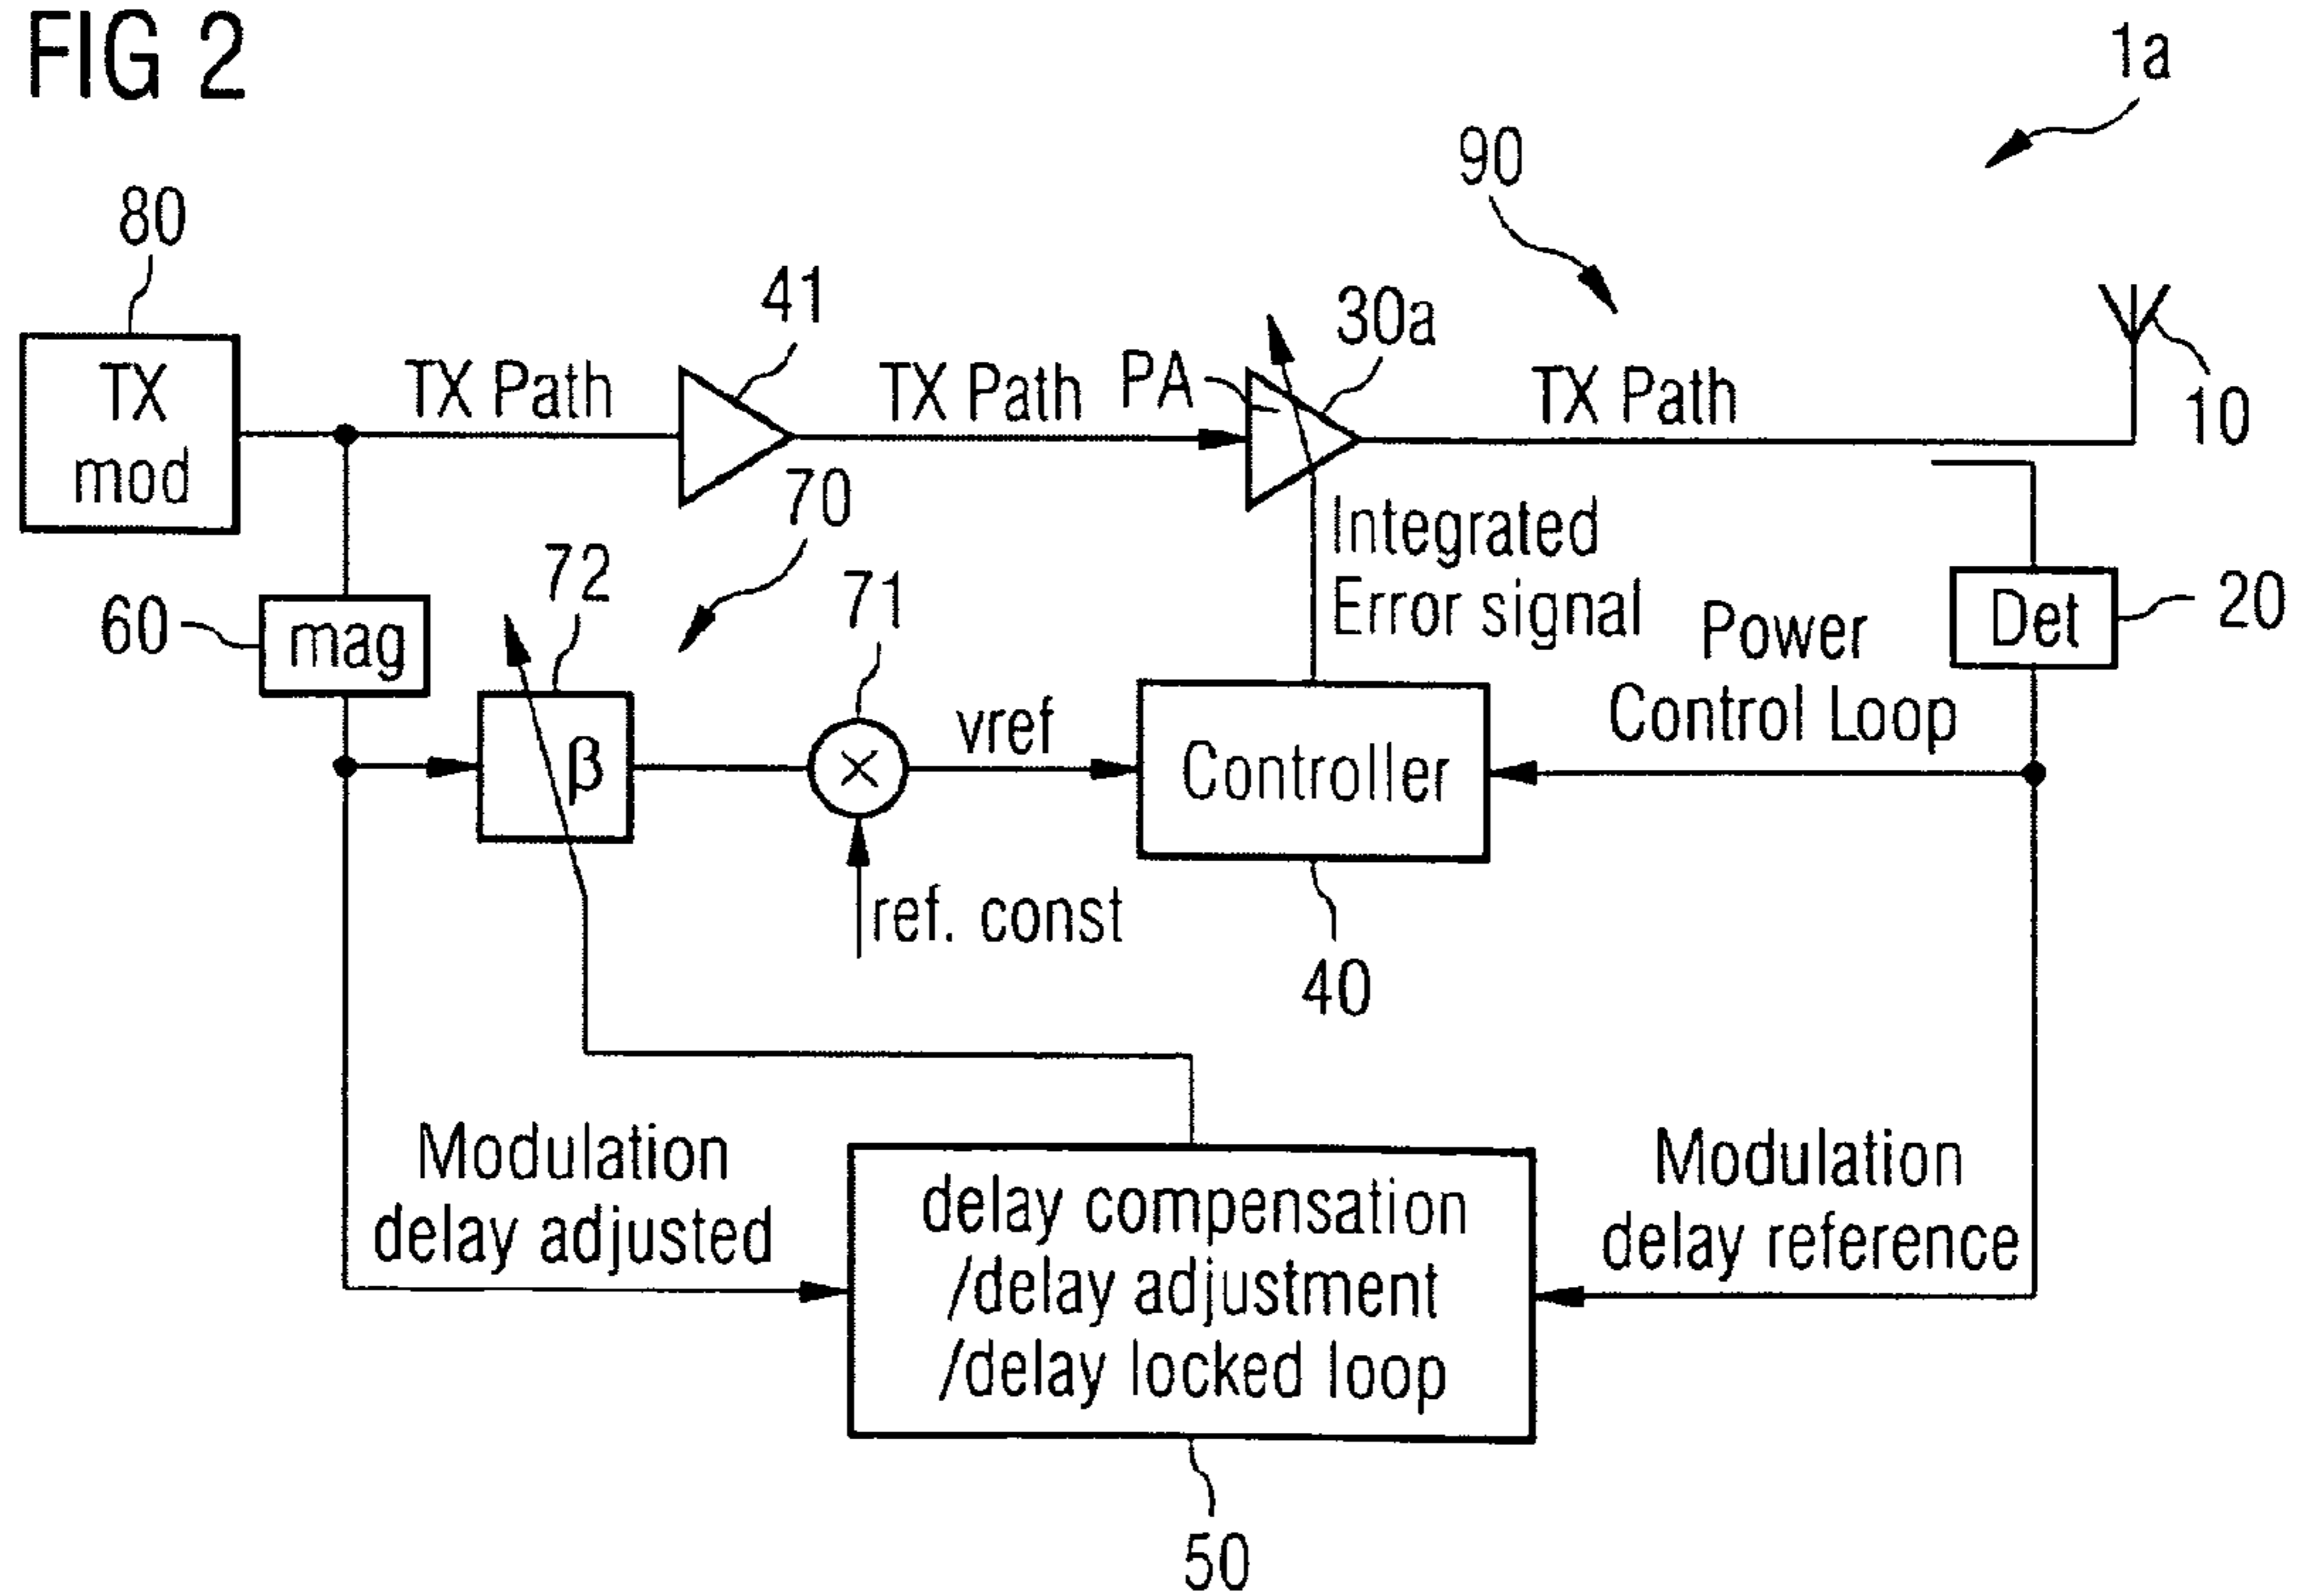 FIG 2
1a
90
80
41
30a
TX
mod
TX Path
TX Path
PA
TX Path
10
70
Integrated
Error signal
72
71
60
mag
Power
Control Loop
Det
20
β
×
vref
Controller
ref. const
40
Modulation
delay adjusted
delay compensation
/delay adjustment
/delay locked loop
Modulation
delay reference
50